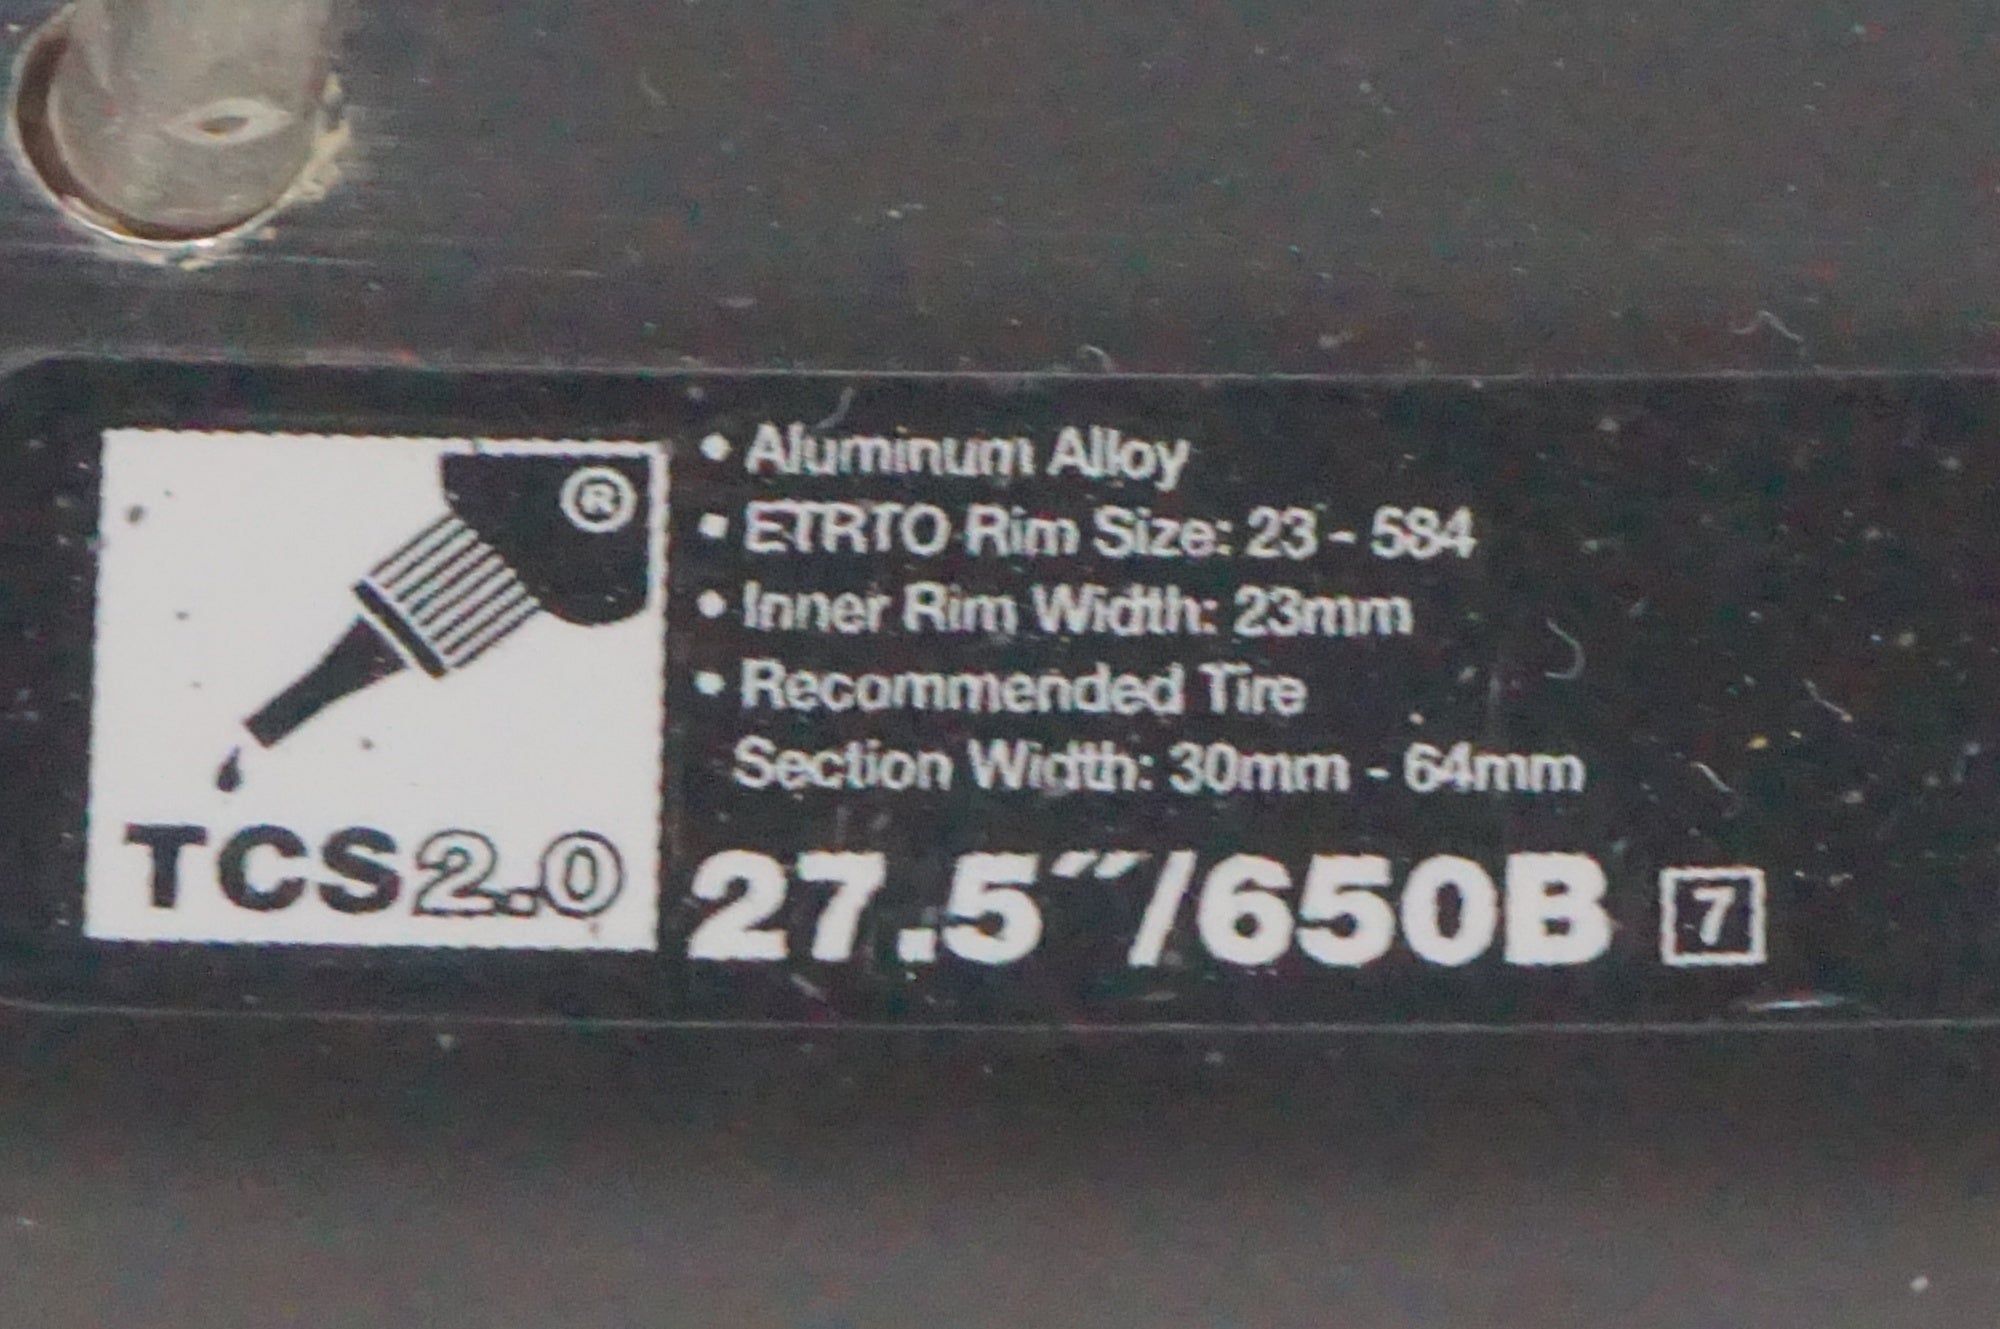 ®
TCS2.0
• Aluminum Alloy
• ETRTO Rim Size: 23 - 584
• Inner Rim Width: 23mm
• Recommended Tire
Section Width: 30mm - 64mm
27.5″/650B 7